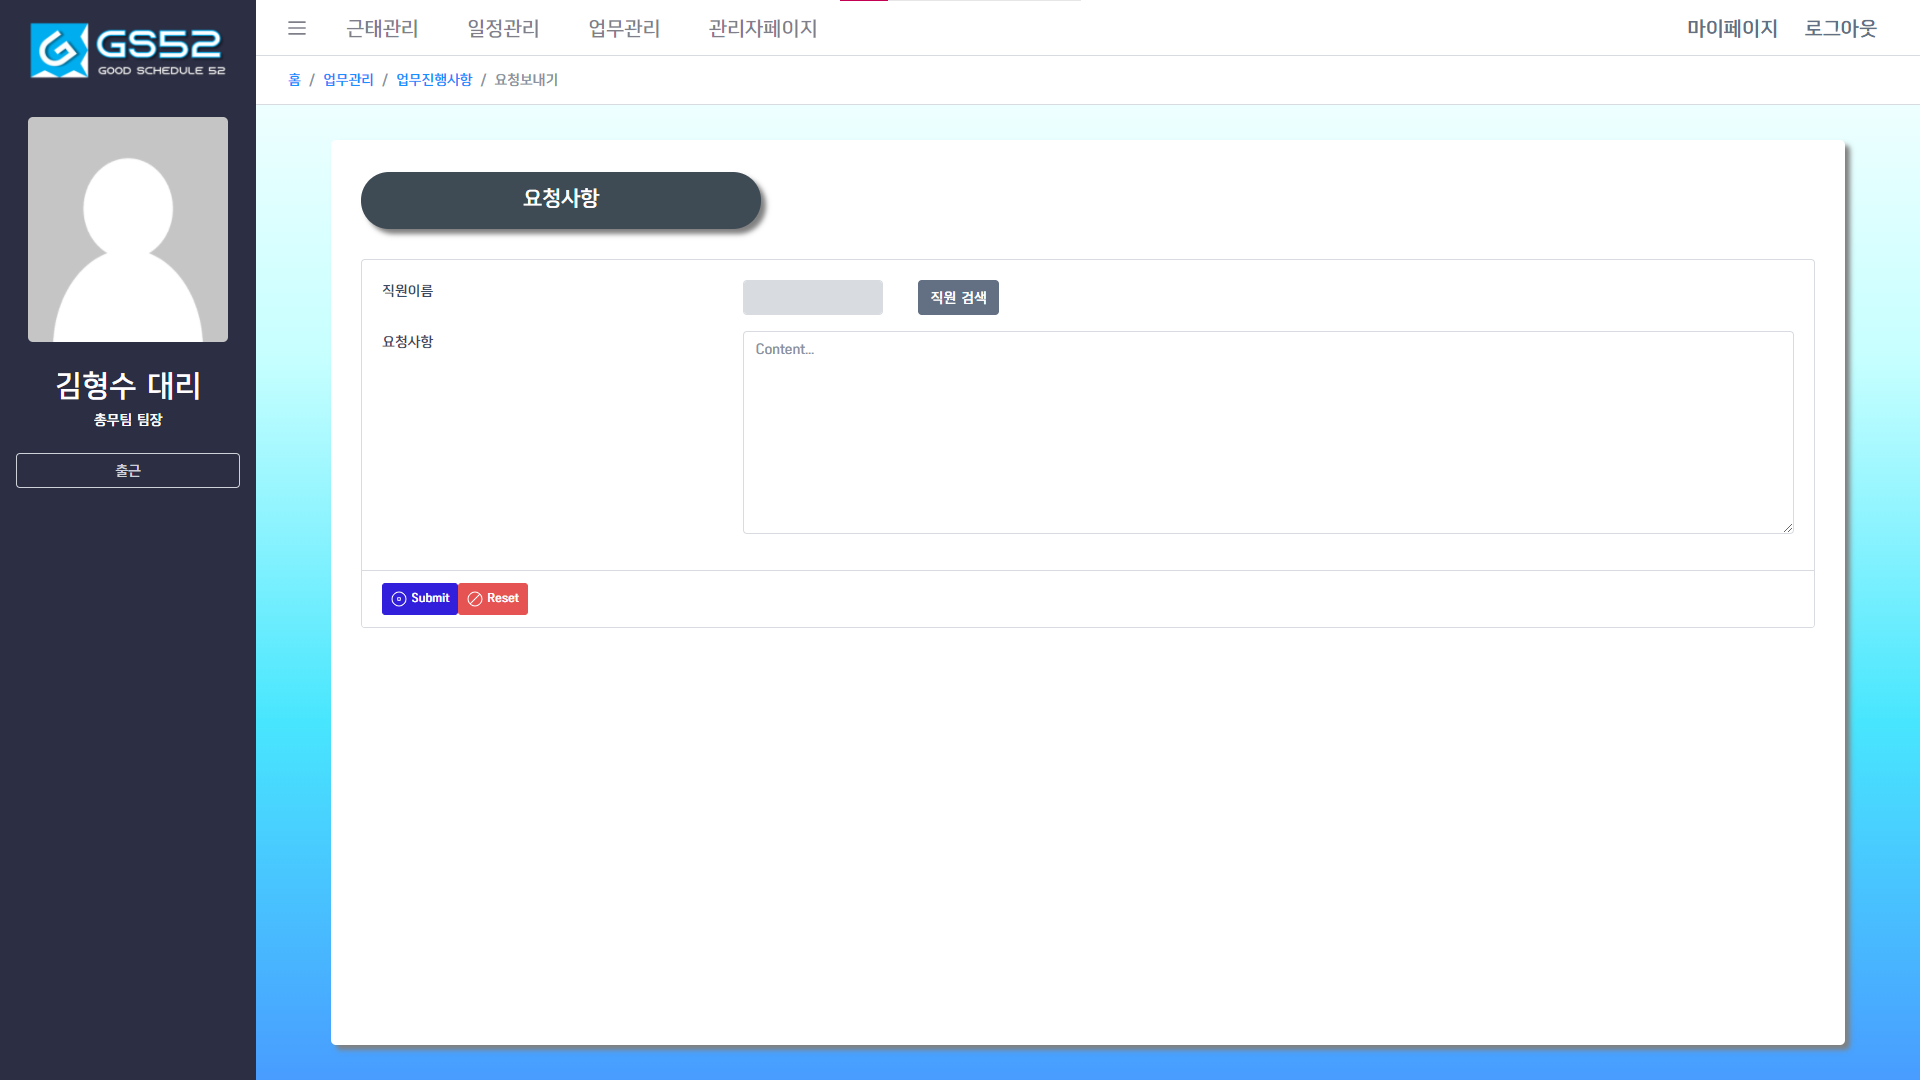 GS52
GOOD SCHEDULE 52
김형수 대리
총무팀 팀장
출근
근태관리 일정관리 업무관리 관리자페이지 마이페이지 로그아웃
홈 / 업무관리 / 업무진행사항 / 요청보내기
요청사항
직원이름 직원 검색
요청사항 Content...
Submit Reset